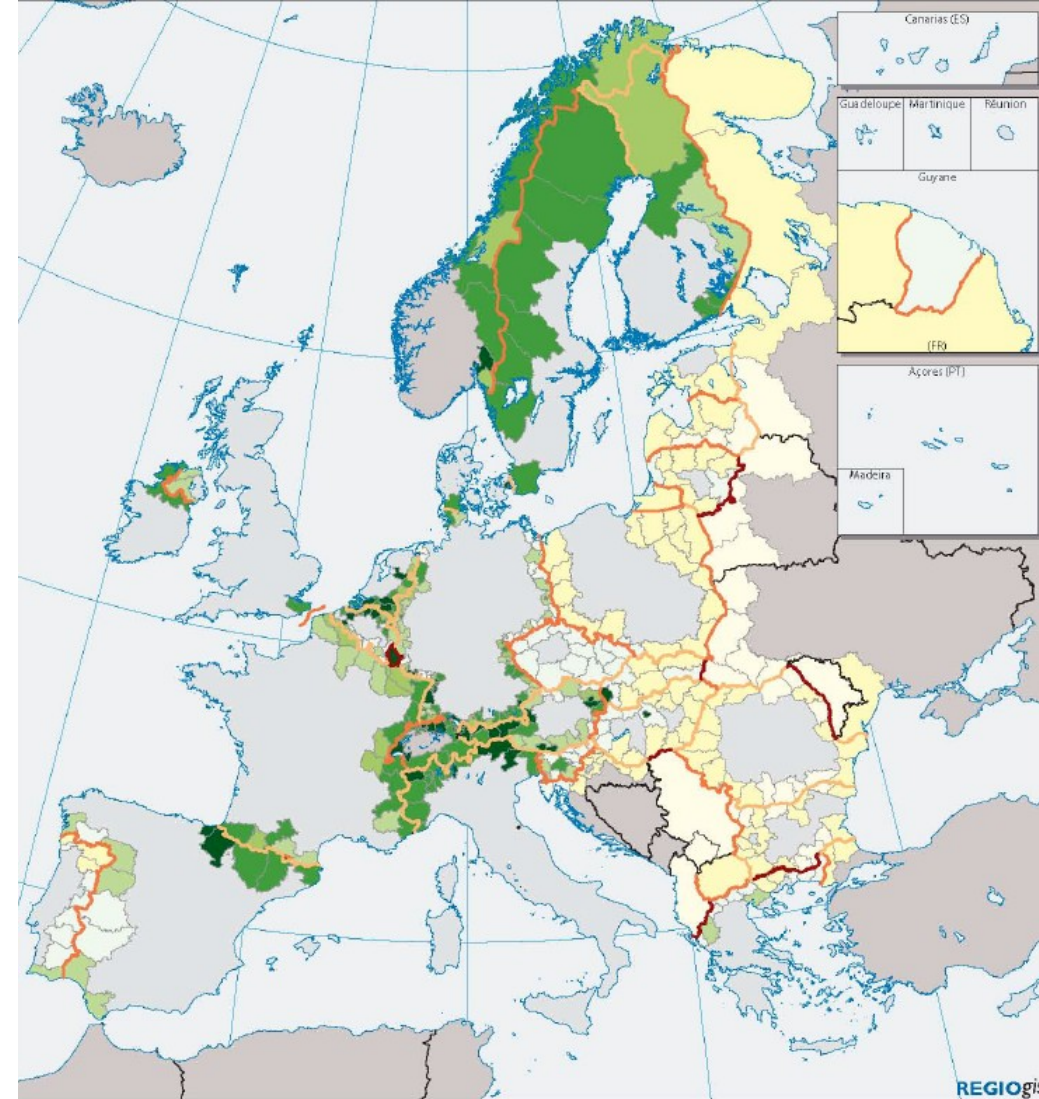 Canarias (ES)
Guadeloupe
Martinique
Réunion
Guyane
(FR)
Açores (PT)
Madeira
REGIOgis